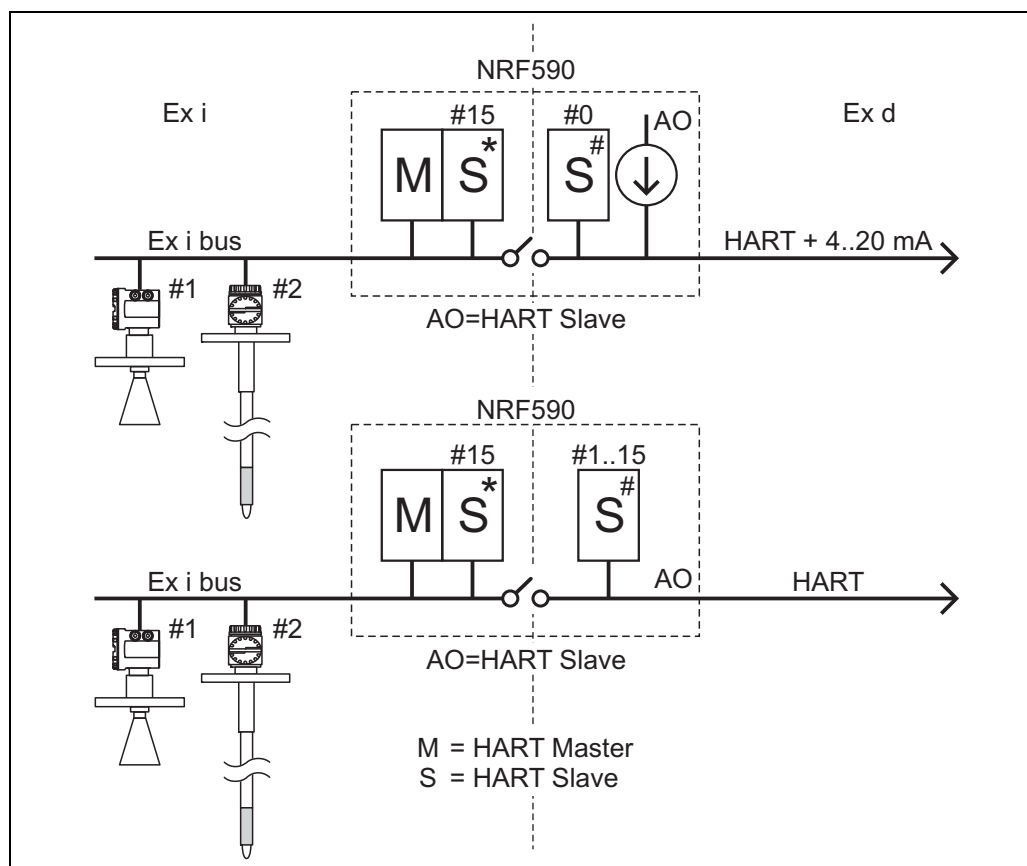 NRF590
Ex i
#15
#0
AO
Ex d
M
S*
S#
Ex i bus
HART + 4..20 mA
#1
#2
AO=HART Slave
NRF590
#15
#1..15
M
S*
S#
Ex i bus
AO
HART
#1
#2
AO=HART Slave
M = HART Master
S = HART Slave